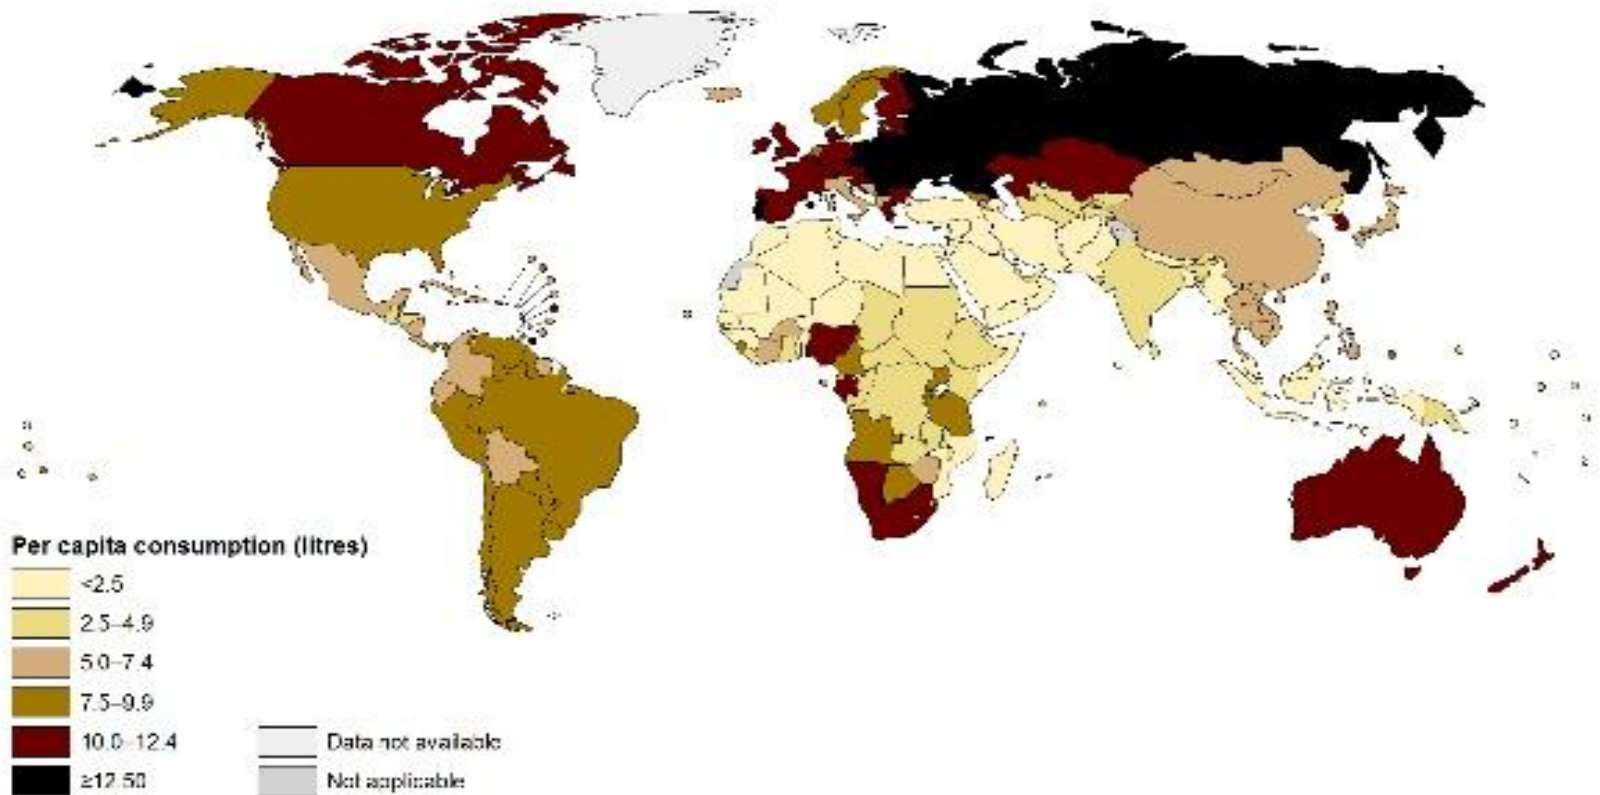 Per capita consumption (litres)
<2.5
2.5–4.9
5.0–7.4
7.5–9.9
10.0–12.4
≥12.50
Data not available
Not applicable